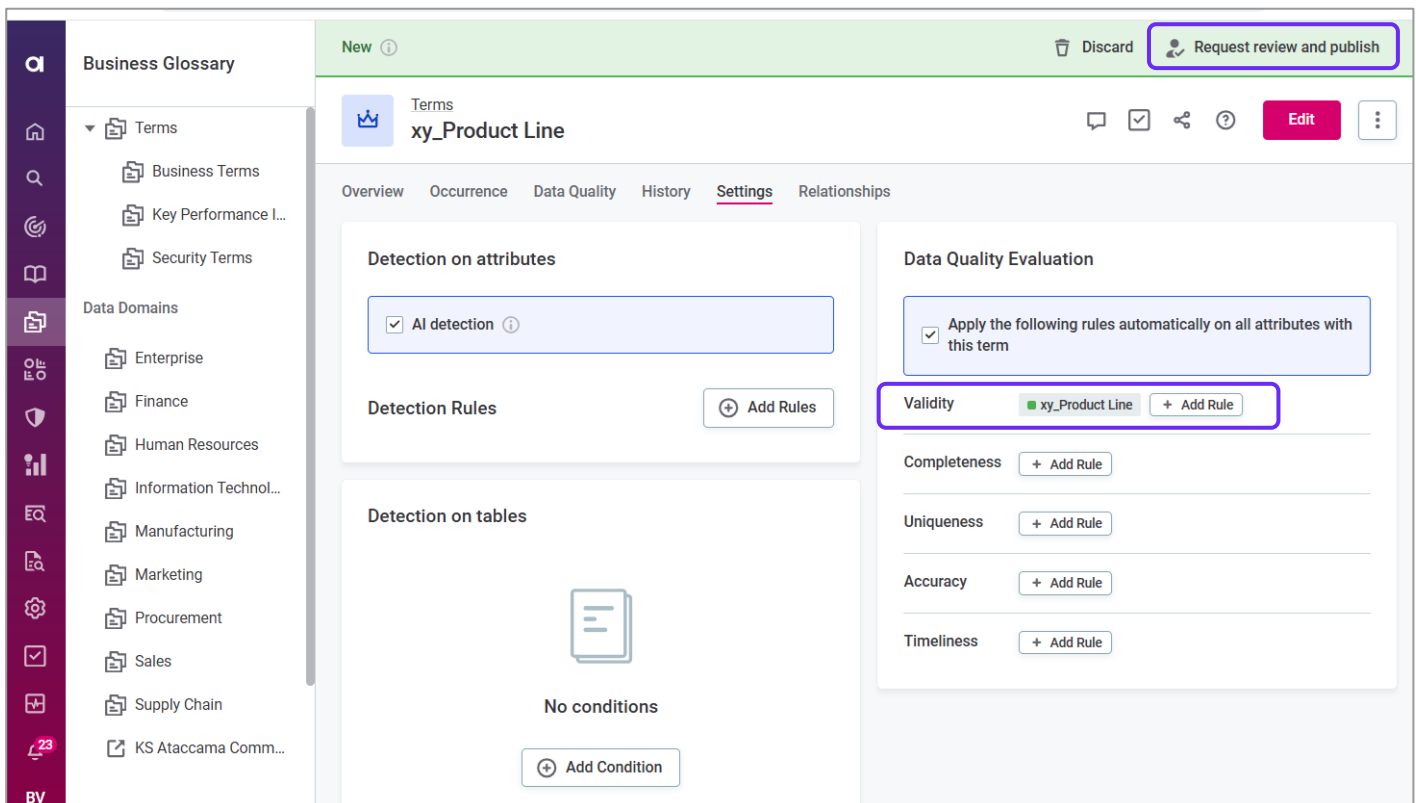 Business Glossary
Terms
Business Terms
Key Performance I...
Security Terms
Data Domains
Enterprise
Finance
Human Resources
Information Technol...
Manufacturing
Marketing
Procurement
Sales
Supply Chain
KS Ataccama Comm...
23
BV
New
Discard
Request review and publish
Terms
xy_Product Line
Edit
Overview
Occurrence
Data Quality
History
Settings
Relationships
Detection on attributes
AI detection
Detection Rules
Add Rules
Detection on tables
No conditions
Add Condition
Data Quality Evaluation
Apply the following rules automatically on all attributes with
this term
Validity
xy_Product Line
+ Add Rule
Completeness
+ Add Rule
Uniqueness
+ Add Rule
Accuracy
+ Add Rule
Timeliness
+ Add Rule